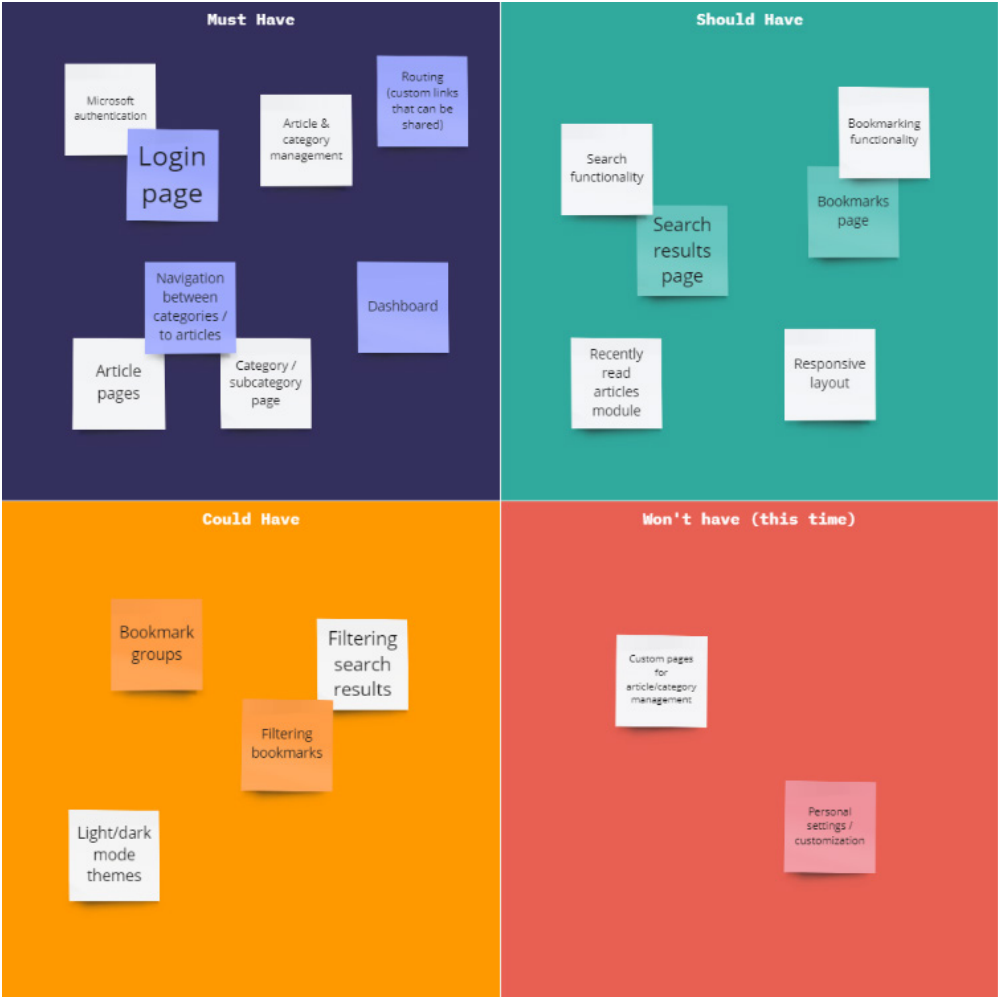 Must Have
Microsoft
authentication
Login
page
Article &
category
management
Routing
(custom links
that can be
shared)
Navigation
between
categories /
to articles
Dashboard
Article
pages
Category /
subcategory
page
Should Have
Search
functionality
Search
results
page
Bookmarking
functionality
Bookmarks
page
Recently
read
articles
module
Responsive
layout
Could Have
Bookmark
groups
Filtering
search
results
Filtering
bookmarks
Light/dark
mode
themes
Won't have (this time)
Custom pages
for
article/category
management
Personal
settings /
customization